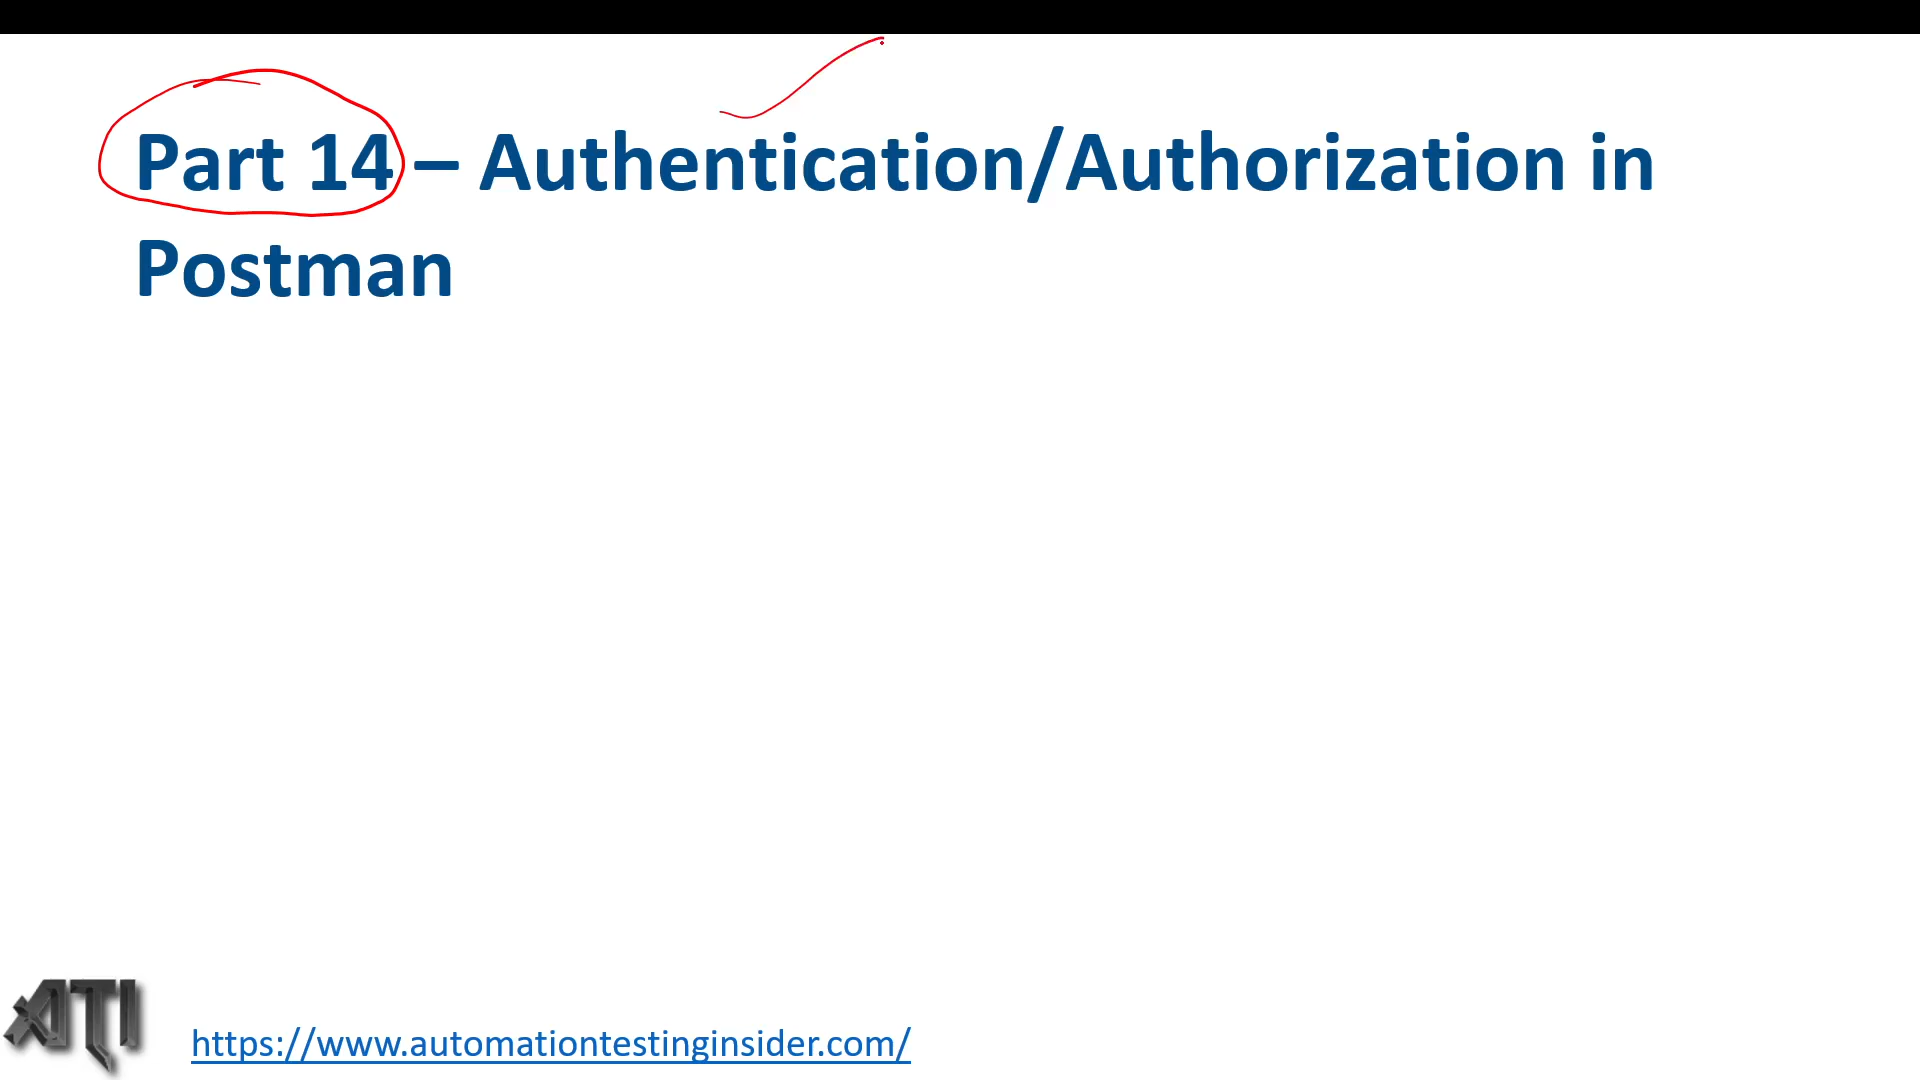 Part 14 – Authentication/Authorization in
Postman
ATI
https://www.automationtestinginsider.com/